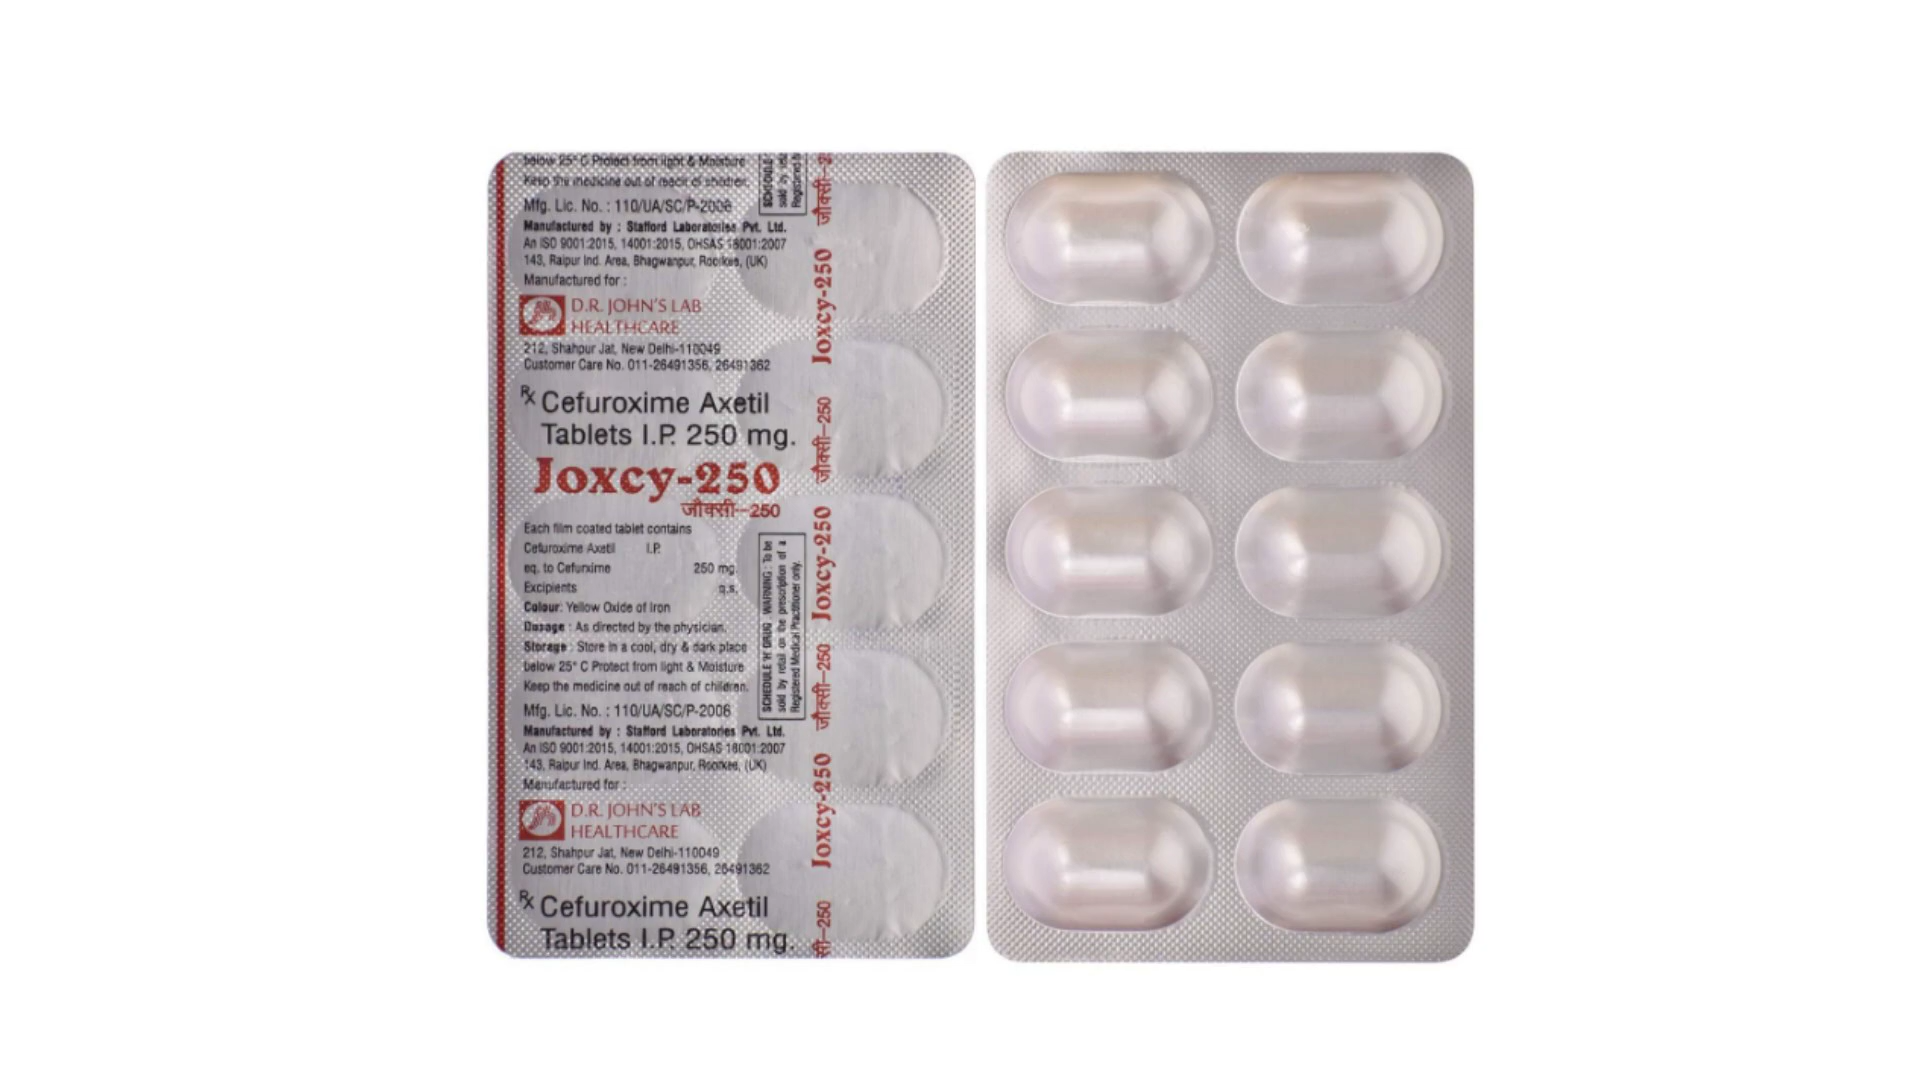 below 25° C Protect from light & Moisture
Keep the medicine out of reach of children.
Mfg. Lic. No. : 110/UA/SC/P-2006
Manufactured by : Stafford Laboratories Pvt. Ltd.
An ISO 9001:2015, 14001:2015, OHSAS 18001:2007
143, Raipur Ind. Area, Bhagwanpur, Roorkee, (UK)
Manufactured for :
D.R. JOHN'S LAB
HEALTHCARE
212, Shahpur Jat, New Delhi-110049
Customer Care No. 011-26491356, 26491362
Rx Cefuroxime Axetil
Tablets I.P. 250 mg.
Joxcy-250
जौक्सी-250
Each film coated tablet contains
Cefuroxime Axetil I.P.
eq. to Cefurxime 250 mg.
Excipients q.s.
Colour: Yellow Oxide of Iron
Dosage : As directed by the physician.
Storage : Store in a cool, dry & dark place
below 25° C Protect from light & Moisture
Keep the medicine out of reach of children.
Mfg. Lic. No. : 110/UA/SC/P-2006
Manufactured by : Stafford Laboratories Pvt. Ltd.
An ISO 9001:2015, 14001:2015, OHSAS 18001:2007
143, Raipur Ind. Area, Bhagwanpur, Roorkee, (UK)
Manufactured for :
D.R. JOHN'S LAB
HEALTHCARE
212, Shahpur Jat, New Delhi-110049
Customer Care No. 011-26491356, 26491362
Rx Cefuroxime Axetil
Tablets I.P. 250 mg.
SCHEDULE
sold by
Registered
SCHEDULE 'H' DRUG WARNING : To be
sold by retail on the prescription of a
Registered Medical Practitioner only.
सी-250 Joxcy-250 जौक्सी-250 Joxcy-250 जौक्सी-250 Joxcy-250 जौक्सी-2